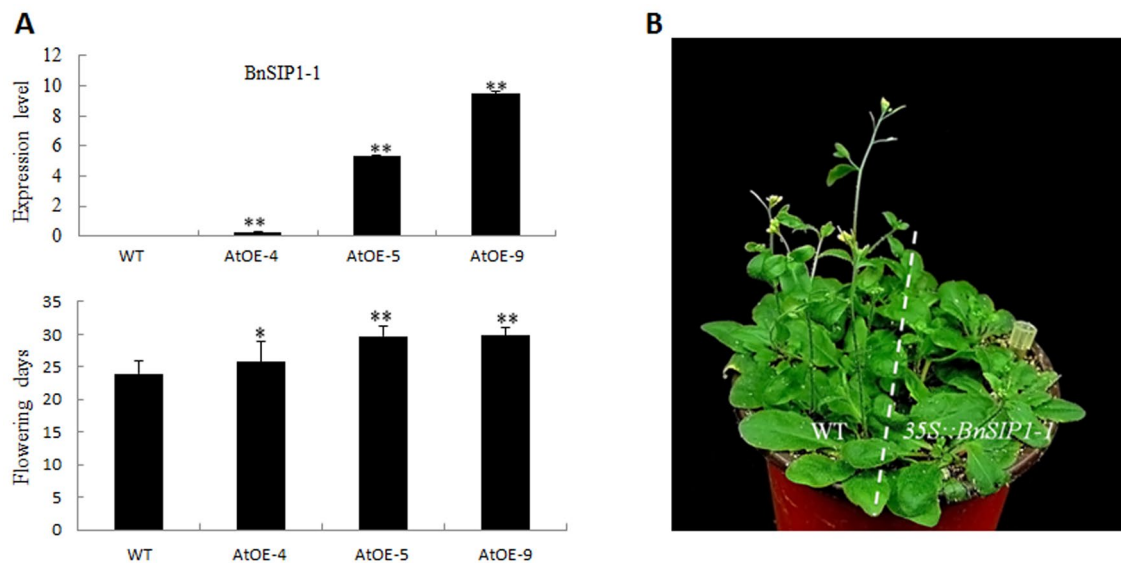 A
BnSIP1-1
Expression level
12
10
8
6
4
2
0
**
**
**
WT
AtOE-4
AtOE-5
AtOE-9
Flowering days
35
30
25
20
15
10
5
0
*
**
**
WT
AtOE-4
AtOE-5
AtOE-9
B
WT
35S::BnSIP1-1